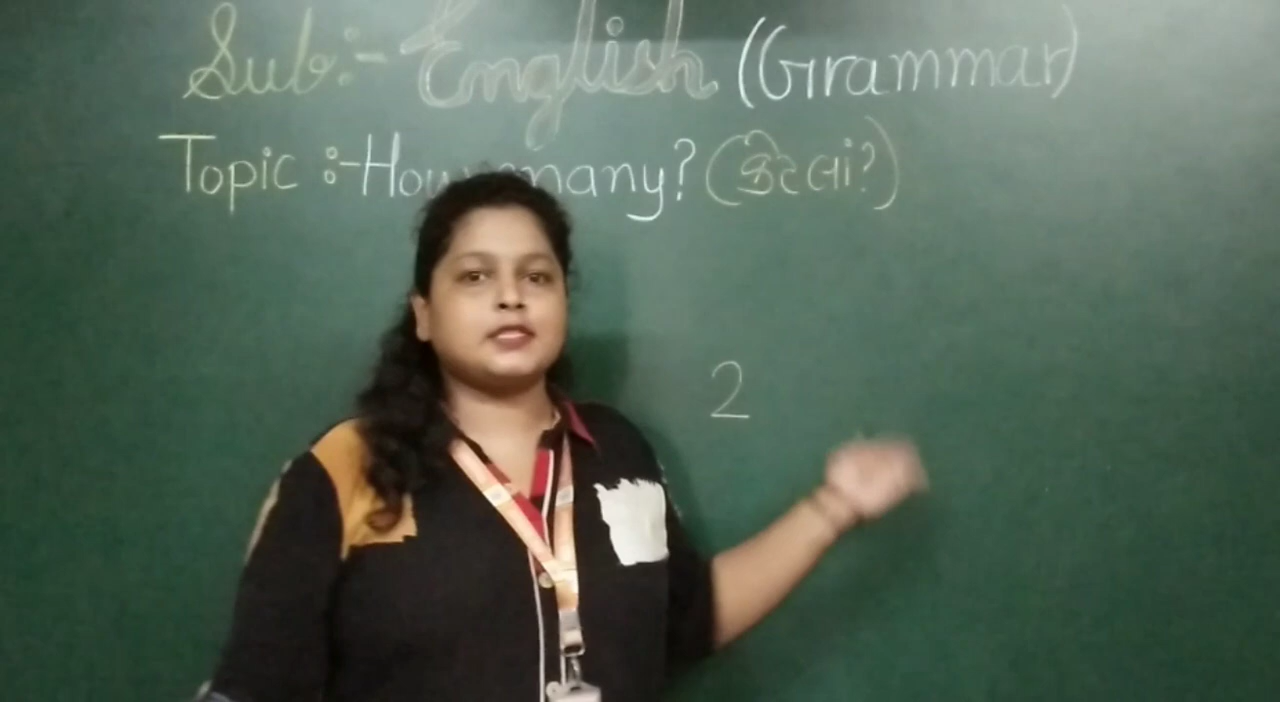 Sub:- English (Grammar)
Topic :- How many? (કેટલાં?)
2